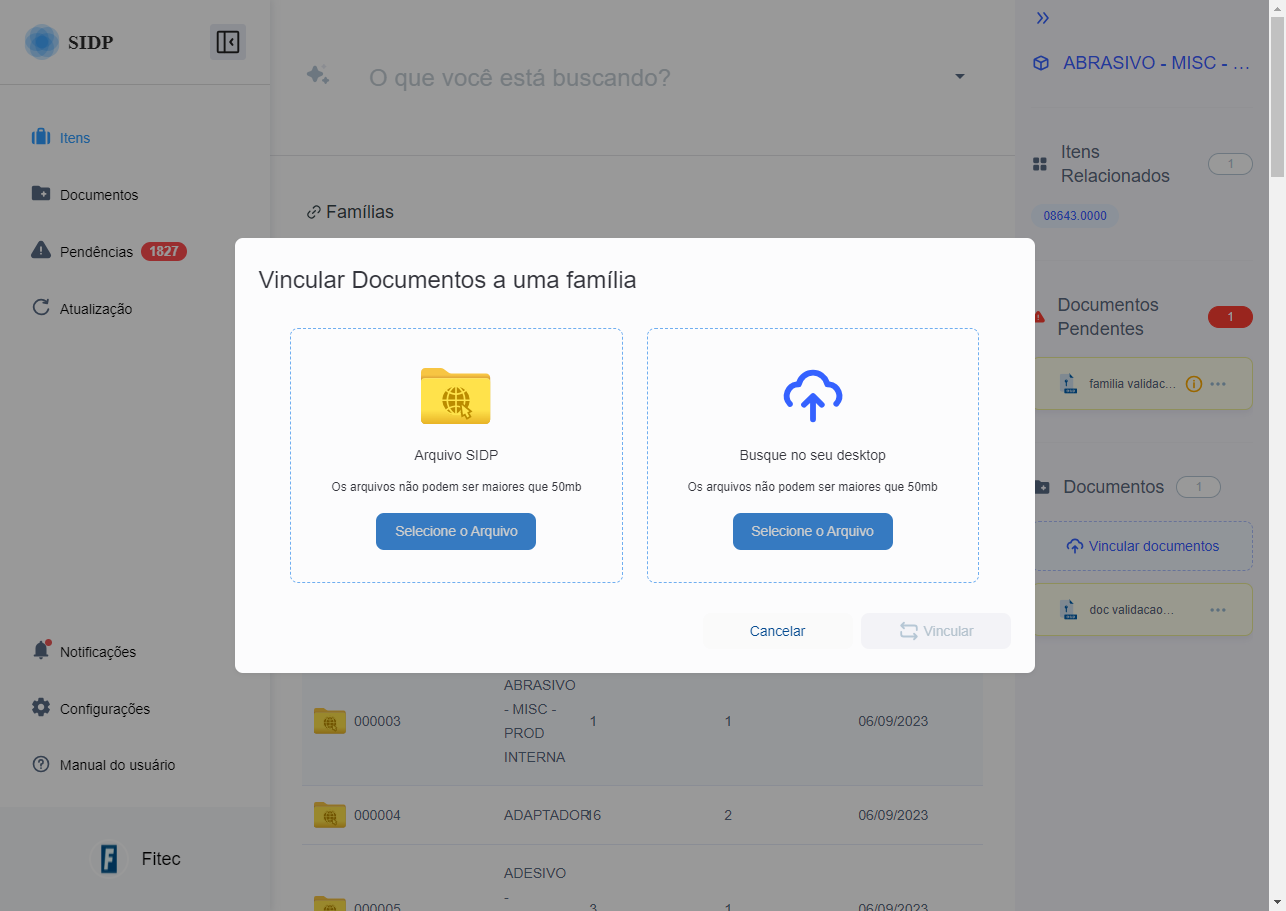 SIDP
Itens
Documentos
Pendências 1827
Atualização
Notificações
Configurações
Manual do usuário
Fitec
O que você está buscando?
Famílias
Vincular Documentos a uma família
Arquivo SIDP
Os arquivos não podem ser maiores que 50mb
Selecione o Arquivo
Busque no seu desktop
Os arquivos não podem ser maiores que 50mb
Selecione o Arquivo
Cancelar
Vincular
000003
ABRASIVO
- MISC -
PROD
INTERNA
1
1
06/09/2023
000004
ADAPTADOR
16
2
06/09/2023
000005
ADESIVO
-
3
1
06/09/2023
ABRASIVO - MISC - ...
Itens
Relacionados
1
08643.0000
Documentos
Pendentes
1
familia validac...
Documentos
1
Vincular documentos
doc validacao...